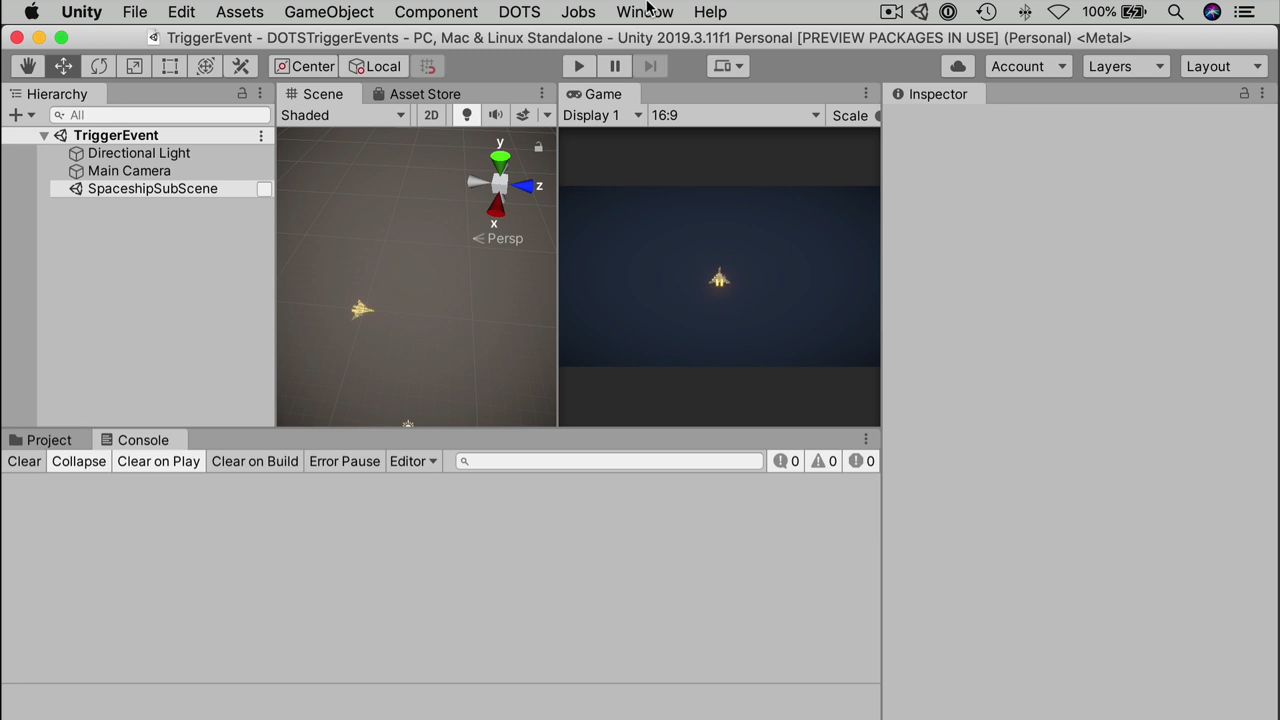 Unity File Edit Assets GameObject Component DOTS Jobs Window Help 100%
TriggerEvent - DOTSTriggerEvents - PC, Mac & Linux Standalone - Unity 2019.3.11f1 Personal [PREVIEW PACKAGES IN USE] (Personal) <Metal>
Center Local Account Layers Layout
Hierarchy Scene Asset Store Game Inspector
All Shaded 2D Display 1 16:9 Scale
TriggerEvent
Directional Light
Main Camera
SpaceshipSubScene
y
z
x
Persp
Project Console
Clear Collapse Clear on Play Clear on Build Error Pause Editor 0 0 0